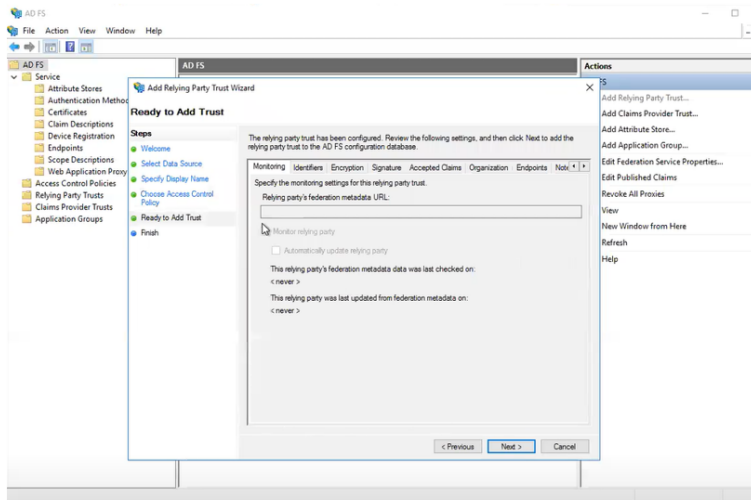 AD FS
File Action View Window Help
AD FS
Service
Attribute Stores
Authentication Methoc
Certificates
Claim Descriptions
Device Registration
Endpoints
Scope Descriptions
Web Application Proxy
Access Control Policies
Relying Party Trusts
Claims Provider Trusts
Application Groups
AD FS
Add Relying Party Trust Wizard
Ready to Add Trust
Steps
Welcome
Select Data Source
Specify Display Name
Choose Access Control
Policy
Ready to Add Trust
Finish
The relying party trust has been configured. Review the following settings, and then click Next to add the
relying party trust to the AD FS configuration database.
Monitoring Identifiers Encryption Signature Accepted Claims Organization Endpoints Note
Specify the monitoring settings for this relying party trust.
Relying party's federation metadata URL:
Monitor relying party
Automatically update relying party
This relying party's federation metadata data was last checked on:
< never >
This relying party was last updated from federation metadata on:
< never >
< Previous Next > Cancel
Actions
FS
Add Relying Party Trust...
Add Claims Provider Trust...
Add Attribute Store...
Add Application Group...
Edit Federation Service Properties...
Edit Published Claims
Revoke All Proxies
View
New Window from Here
Refresh
Help